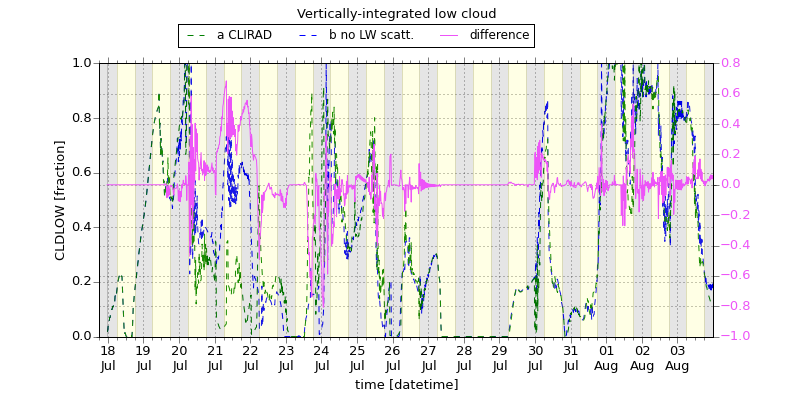 Vertically-integrated low cloud
a CLIRAD b no LW scatt. difference
1.0 0.8
0.6
0.8 0.4
0.6 0.2
0.0
0.4 −0.2
−0.4
0.2 −0.6
−0.8
0.0 −1.0
CLDLOW [fraction]
18 19 20 21 22 23 24 25 26 27 28 29 30 31 01 02 03
Jul Jul Jul Jul Jul Jul Jul Jul Jul Jul Jul Jul Jul Jul Aug Aug Aug
time [datetime]